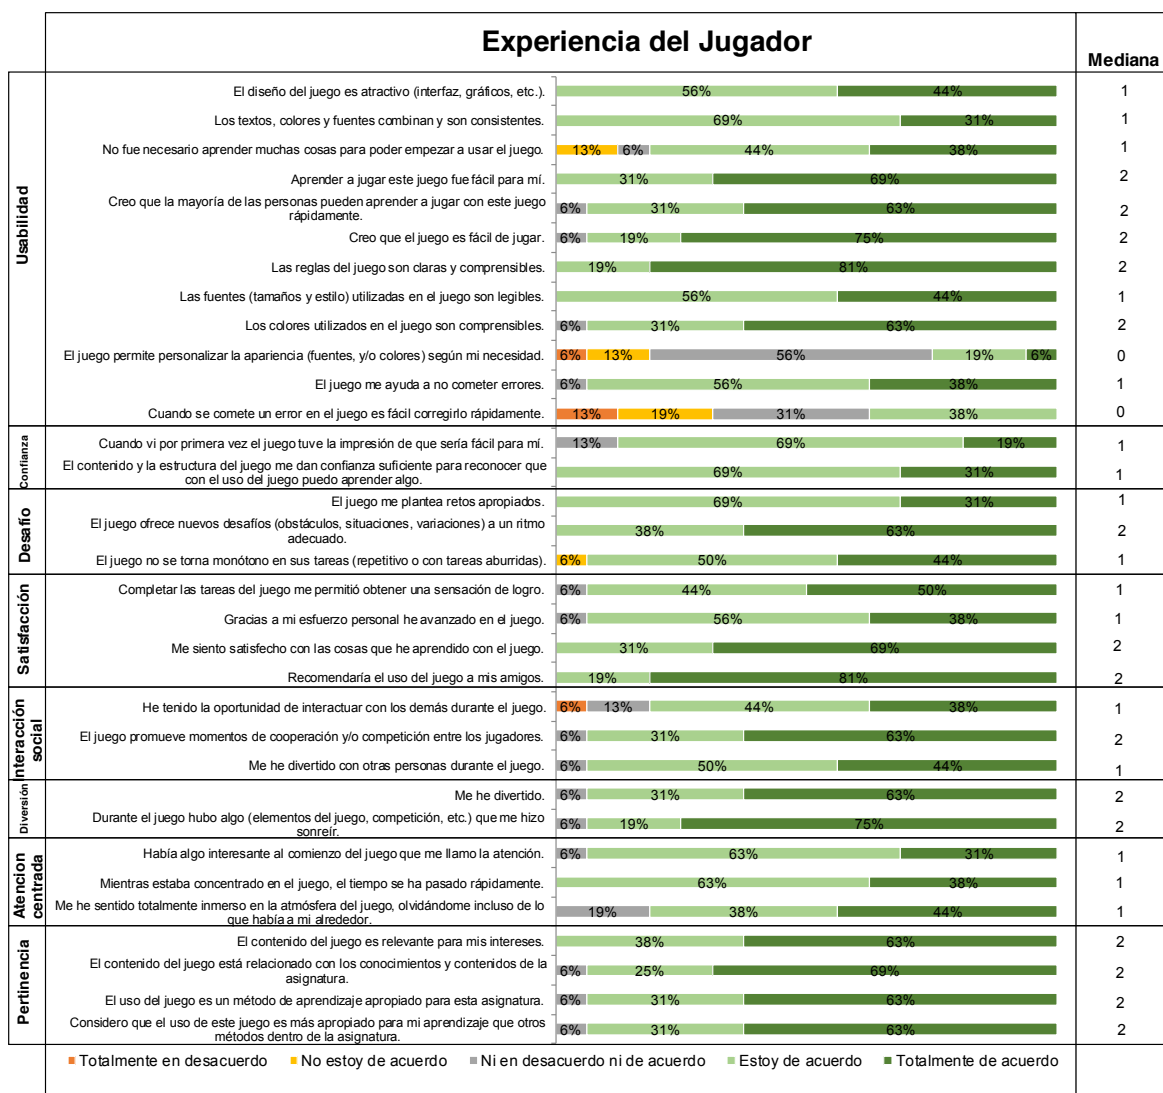 Experiencia del Jugador
Mediana
Usabilidad
El diseño del juego es atractivo (interfaz, gráficos, etc.). 56% 44% 1
Los textos, colores y fuentes combinan y son consistentes. 69% 31% 1
No fue necesario aprender muchas cosas para poder empezar a usar el juego. 13% 6% 44% 38% 1
Aprender a jugar este juego fue fácil para mí. 31% 69% 2
Creo que la mayoría de las personas pueden aprender a jugar con este juego
rápidamente. 6% 31% 63% 2
Creo que el juego es fácil de jugar. 6% 19% 75% 2
Las reglas del juego son claras y comprensibles. 19% 81% 2
Las fuentes (tamaños y estilo) utilizadas en el juego son legibles. 56% 44% 1
Los colores utilizados en el juego son comprensibles. 6% 31% 63% 2
El juego permite personalizar la apariencia (fuentes, y/o colores) según mi necesidad. 6% 13% 56% 19% 6% 0
El juego me ayuda a no cometer errores. 6% 56% 38% 1
Cuando se comete un error en el juego es fácil corregirlo rápidamente. 13% 19% 31% 38% 0
Confianza
Cuando vi por primera vez el juego tuve la impresión de que sería fácil para mí. 13% 69% 19% 1
El contenido y la estructura del juego me dan confianza suficiente para reconocer que
con el uso del juego puedo aprender algo. 69% 31% 1
Desafío
El juego me plantea retos apropiados. 69% 31% 1
El juego ofrece nuevos desafíos (obstáculos, situaciones, variaciones) a un ritmo
adecuado. 38% 63% 2
El juego no se torna monótono en sus tareas (repetitivo o con tareas aburridas). 6% 50% 44% 1
Satisfacción
Completar las tareas del juego me permitió obtener una sensación de logro. 6% 44% 50% 1
Gracias a mi esfuerzo personal he avanzado en el juego. 6% 56% 38% 1
Me siento satisfecho con las cosas que he aprendido con el juego. 31% 69% 2
Recomendaría el uso del juego a mis amigos. 19% 81% 2
Interacción
social
He tenido la oportunidad de interactuar con los demás durante el juego. 6% 13% 44% 38% 1
El juego promueve momentos de cooperación y/o competición entre los jugadores. 6% 31% 63% 2
Me he divertido con otras personas durante el juego. 6% 50% 44% 1
Diversión
Me he divertido. 6% 31% 63% 2
Durante el juego hubo algo (elementos del juego, competición, etc.) que me hizo
sonreír. 6% 19% 75% 2
Atencion
centrada
Había algo interesante al comienzo del juego que me llamo la atención. 6% 63% 31% 1
Mientras estaba concentrado en el juego, el tiempo se ha pasado rápidamente. 63% 38% 1
Me he sentido totalmente inmerso en la atmósfera del juego, olvidándome incluso de lo
que había a mi alrededor. 19% 38% 44% 1
Pertinencia
El contenido del juego es relevante para mis intereses. 38% 63% 2
El contenido del juego está relacionado con los conocimientos y contenidos de la
asignatura. 6% 25% 69% 2
El uso del juego es un método de aprendizaje apropiado para esta asignatura. 6% 31% 63% 2
Considero que el uso de este juego es más apropiado para mi aprendizaje que otros
métodos dentro de la asignatura. 6% 31% 63% 2
Totalmente en desacuerdo No estoy de acuerdo Ni en desacuerdo ni de acuerdo Estoy de acuerdo Totalmente de acuerdo